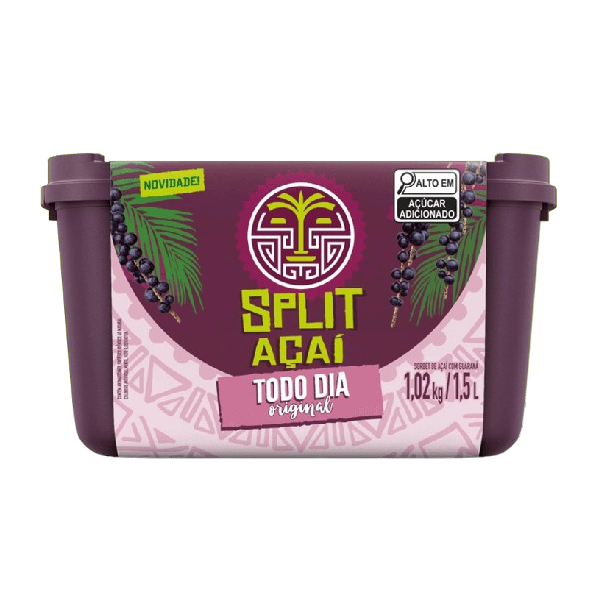 NOVIDADE!
ALTO EM
AÇÚCAR
ADICIONADO
SPLIT
AÇAÍ
TODO DIA
original
SORBET DE AÇAÍ COM GUARANÁ
1,02 kg / 1,5 L